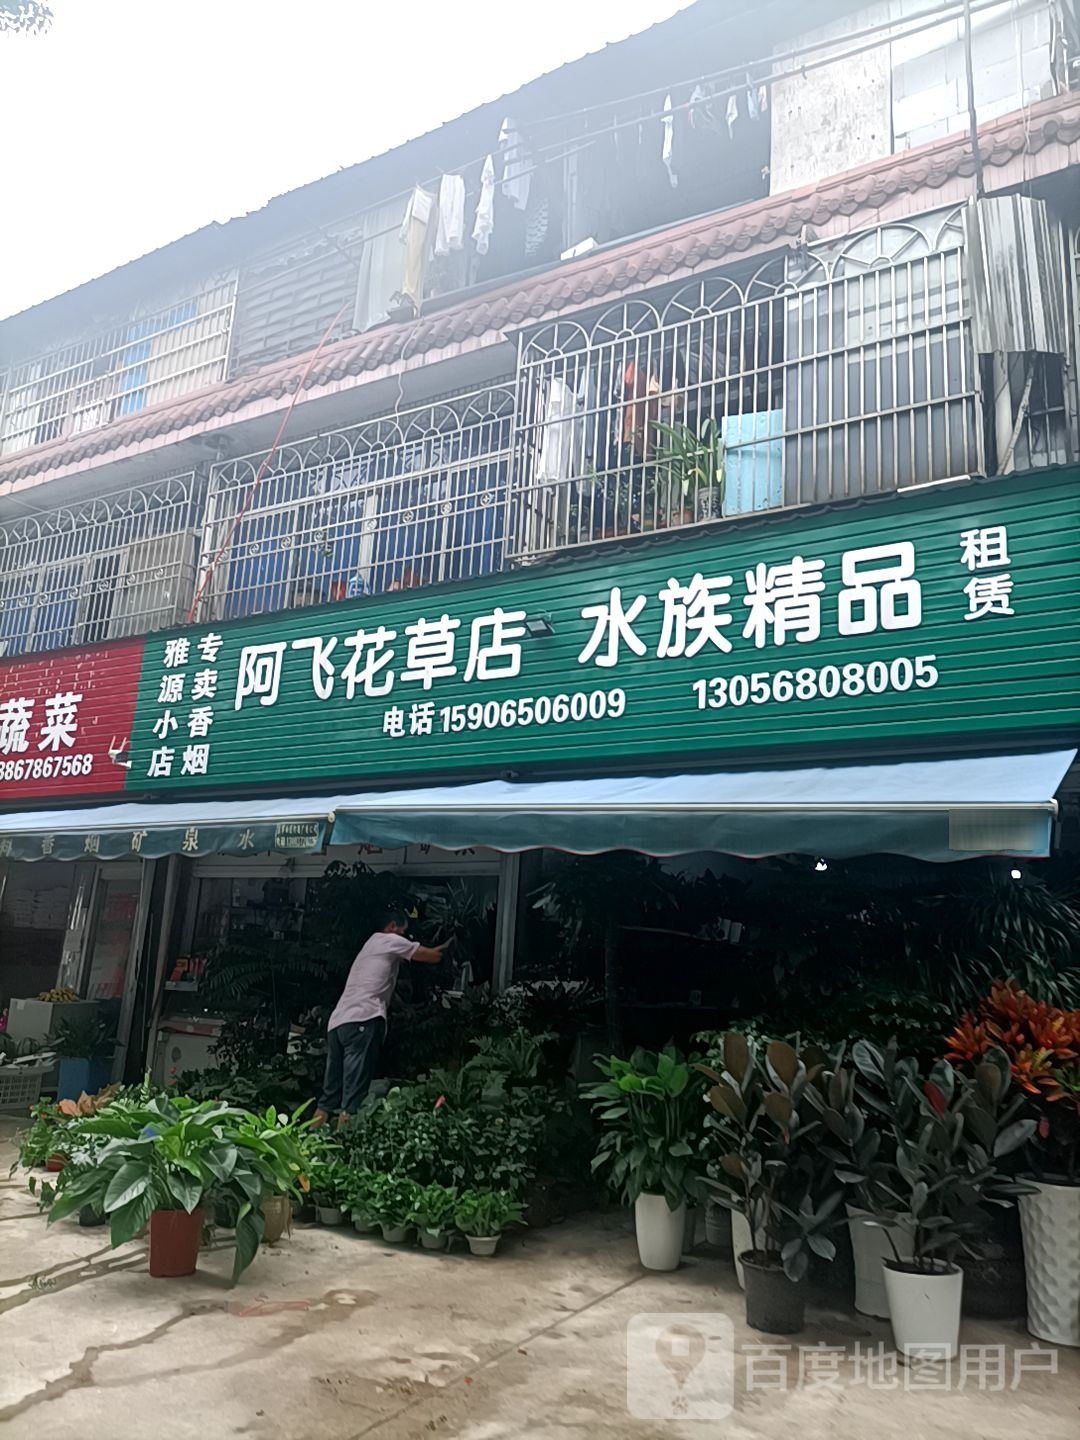 蔬菜
3867867568
雅源小店
专卖香烟
阿飞花草店
水族精品
租赁
电话15906506009
13056808005
香烟矿泉水
百度地图用户